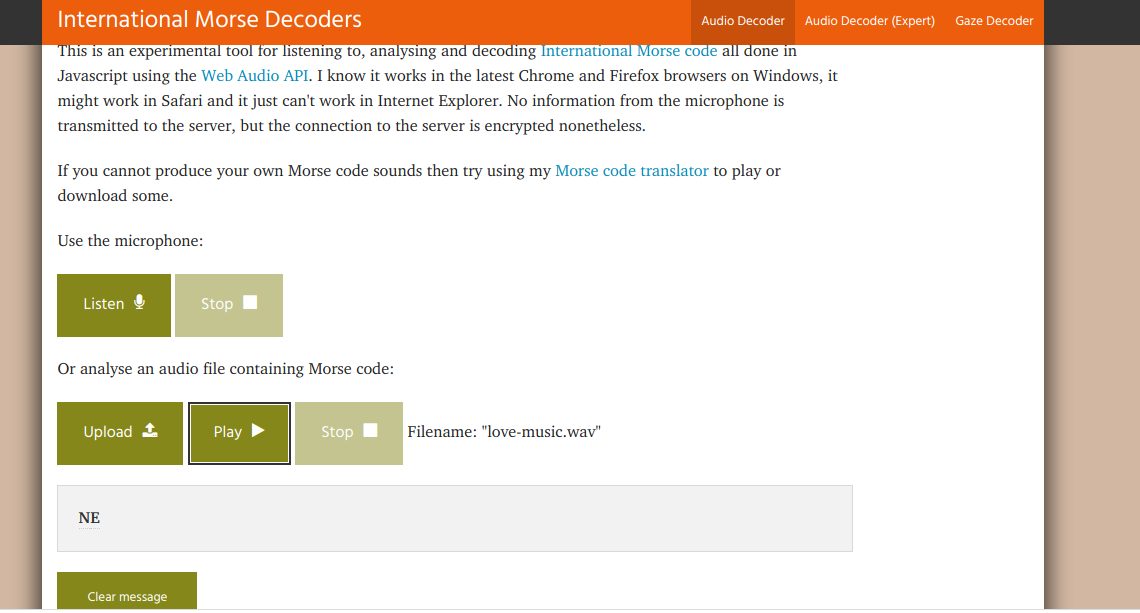 International Morse Decoders
Audio Decoder
Audio Decoder (Expert)
Gaze Decoder
This is an experimental tool for listening to, analysing and decoding International Morse code all done in
Javascript using the Web Audio API. I know it works in the latest Chrome and Firefox browsers on Windows, it
might work in Safari and it just can't work in Internet Explorer. No information from the microphone is
transmitted to the server, but the connection to the server is encrypted nonetheless.
If you cannot produce your own Morse code sounds then try using my Morse code translator to play or
download some.
Use the microphone:
Listen
Stop
Or analyse an audio file containing Morse code:
Upload
Play
Stop
Filename: "love-music.wav"
NE
Clear message